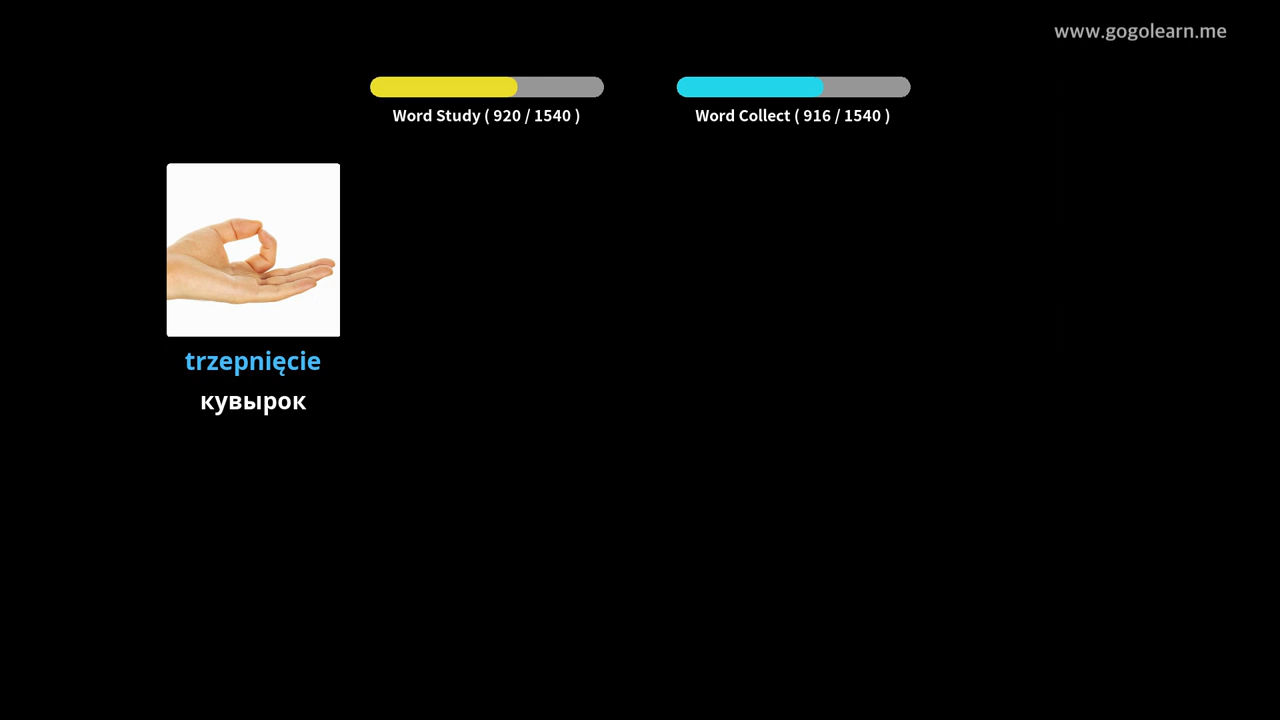 www.gogolearn.me
Word Study ( 920 / 1540 )
Word Collect ( 916 / 1540 )
trzepnięcie
кувырок